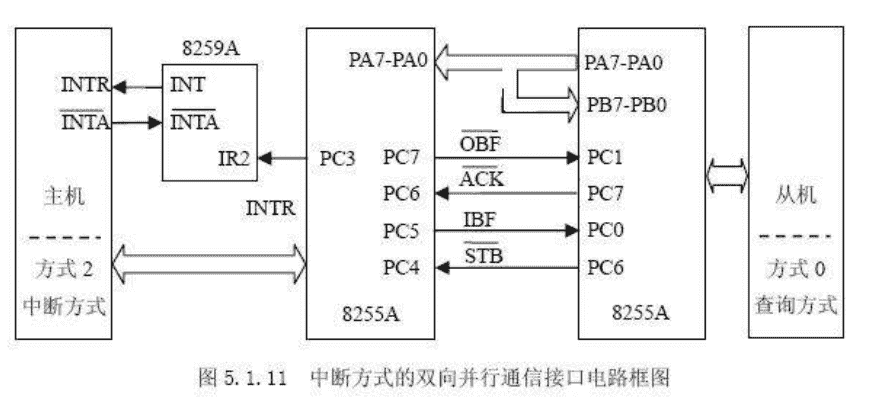 8259A
PA7-PA0
PA7-PA0
INTR
INT
PB7-PB0
INTA
INTA
OBF
IR2
PC3
PC7
PC1
ACK
主机
PC6
PC7
从机
INTR
IBF
PC5
PC0
方式 2
PC4
STB
PC6
方式 0
中断方式
8255A
8255A
查询方式
图 5.1.11 中断方式的双向并行通信接口电路框图